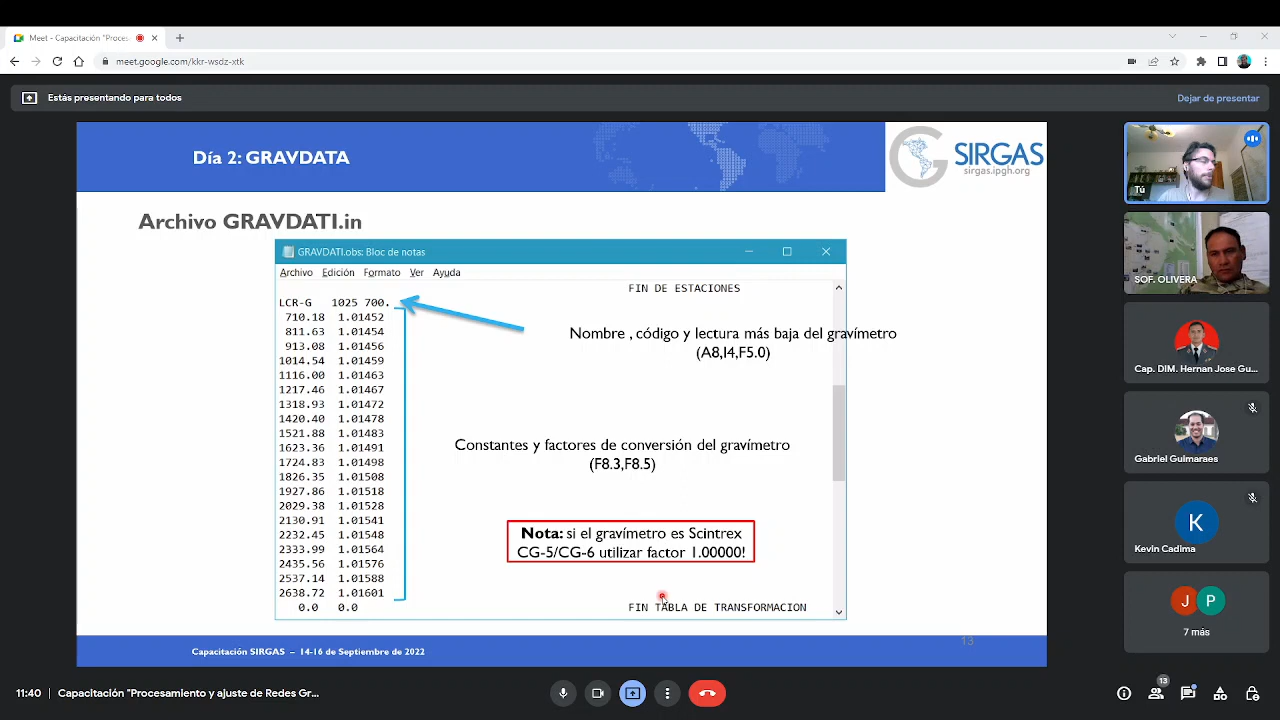 Meet - Capacitación "Proces
meet.google.com/kkr-wsdz-xtk
Estás presentando para todos
Dejar de presentar
Día 2: GRAVDATA
SIRGAS
sirgas.ipgh.org
Archivo GRAVDATI.in
GRAVDATI.obs: Bloc de notas
Archivo Edición Formato Ver Ayuda
FIN DE ESTACIONES
LCR-G 1025 700.
710.18 1.01452
811.63 1.01454
913.08 1.01456
1014.54 1.01459
1116.00 1.01463
1217.46 1.01467
1318.93 1.01472
1420.40 1.01478
1521.88 1.01483
1623.36 1.01491
1724.83 1.01498
1826.35 1.01508
1927.86 1.01518
2029.38 1.01528
2130.91 1.01541
2232.45 1.01548
2333.99 1.01564
2435.56 1.01576
2537.14 1.01588
2638.72 1.01601
0.0 0.0
Nombre , código y lectura más baja del gravímetro
(A8,I4,F5.0)
Constantes y factores de conversión del gravímetro
(F8.3,F8.5)
Nota: si el gravímetro es Scintrex
CG-5/CG-6 utilizar factor 1.00000!
FIN TABLA DE TRANSFORMACION
Capacitación SIRGAS – 14-16 de Septiembre de 2022
13
Tú
SOF. OLIVERA
Cap. DIM. Hernan Jose Gu...
Gabriel Guimaraes
K
Kevin Cadima
J P
7 más
11:40 Capacitación "Procesamiento y ajuste de Redes Gr...
13